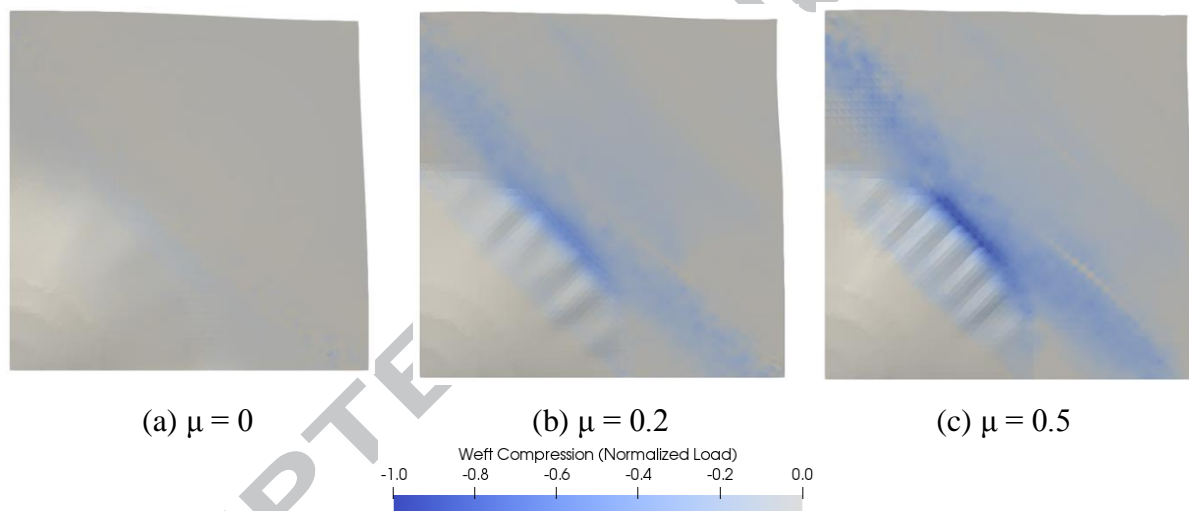 (a) μ = 0
(b) μ = 0.2
(c) μ = 0.5
Weft Compression (Normalized Load)
-1.0 -0.8 -0.6 -0.4 -0.2 0.0
PTE